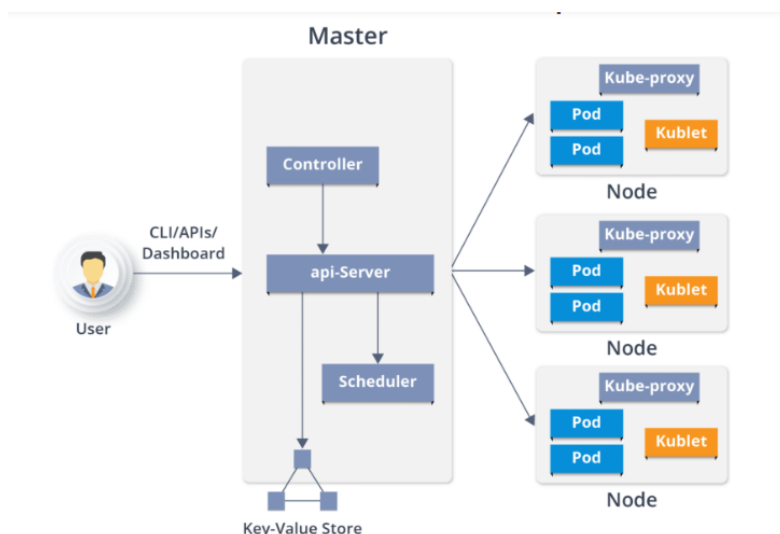 Master
Controller
api-Server
Scheduler
Key-Value Store
CLI/APIs/
Dashboard
User
Kube-proxy
Pod
Pod
Kublet
Node
Kube-proxy
Pod
Pod
Kublet
Node
Kube-proxy
Pod
Pod
Kublet
Node